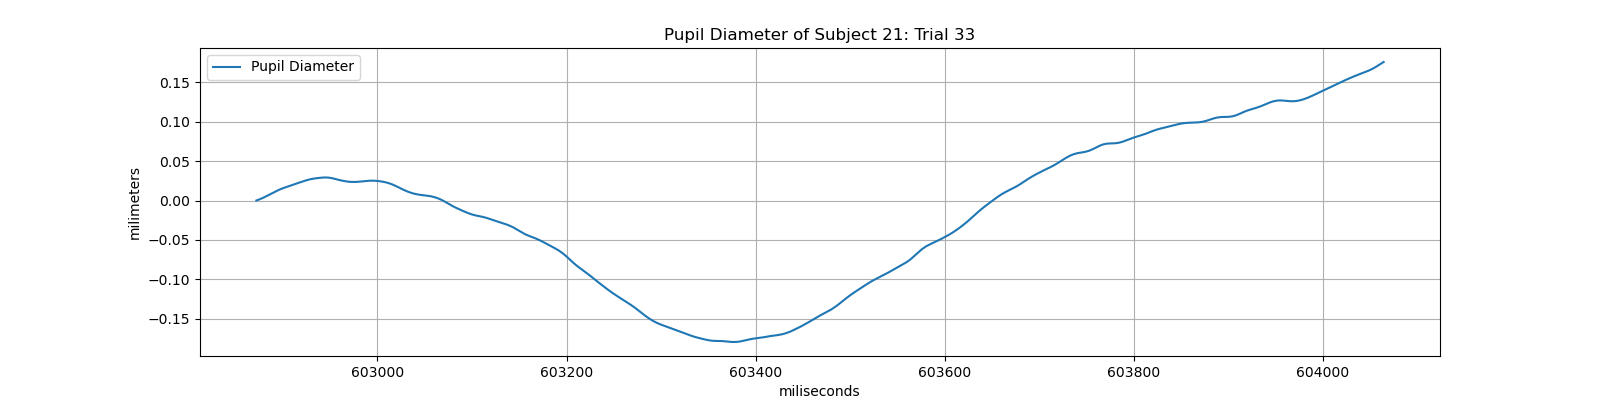 Pupil Diameter of Subject 21: Trial 33
Pupil Diameter
milimeters
0.15
0.10
0.05
0.00
−0.05
−0.10
−0.15
603000 603200 603400 603600 603800 604000
miliseconds